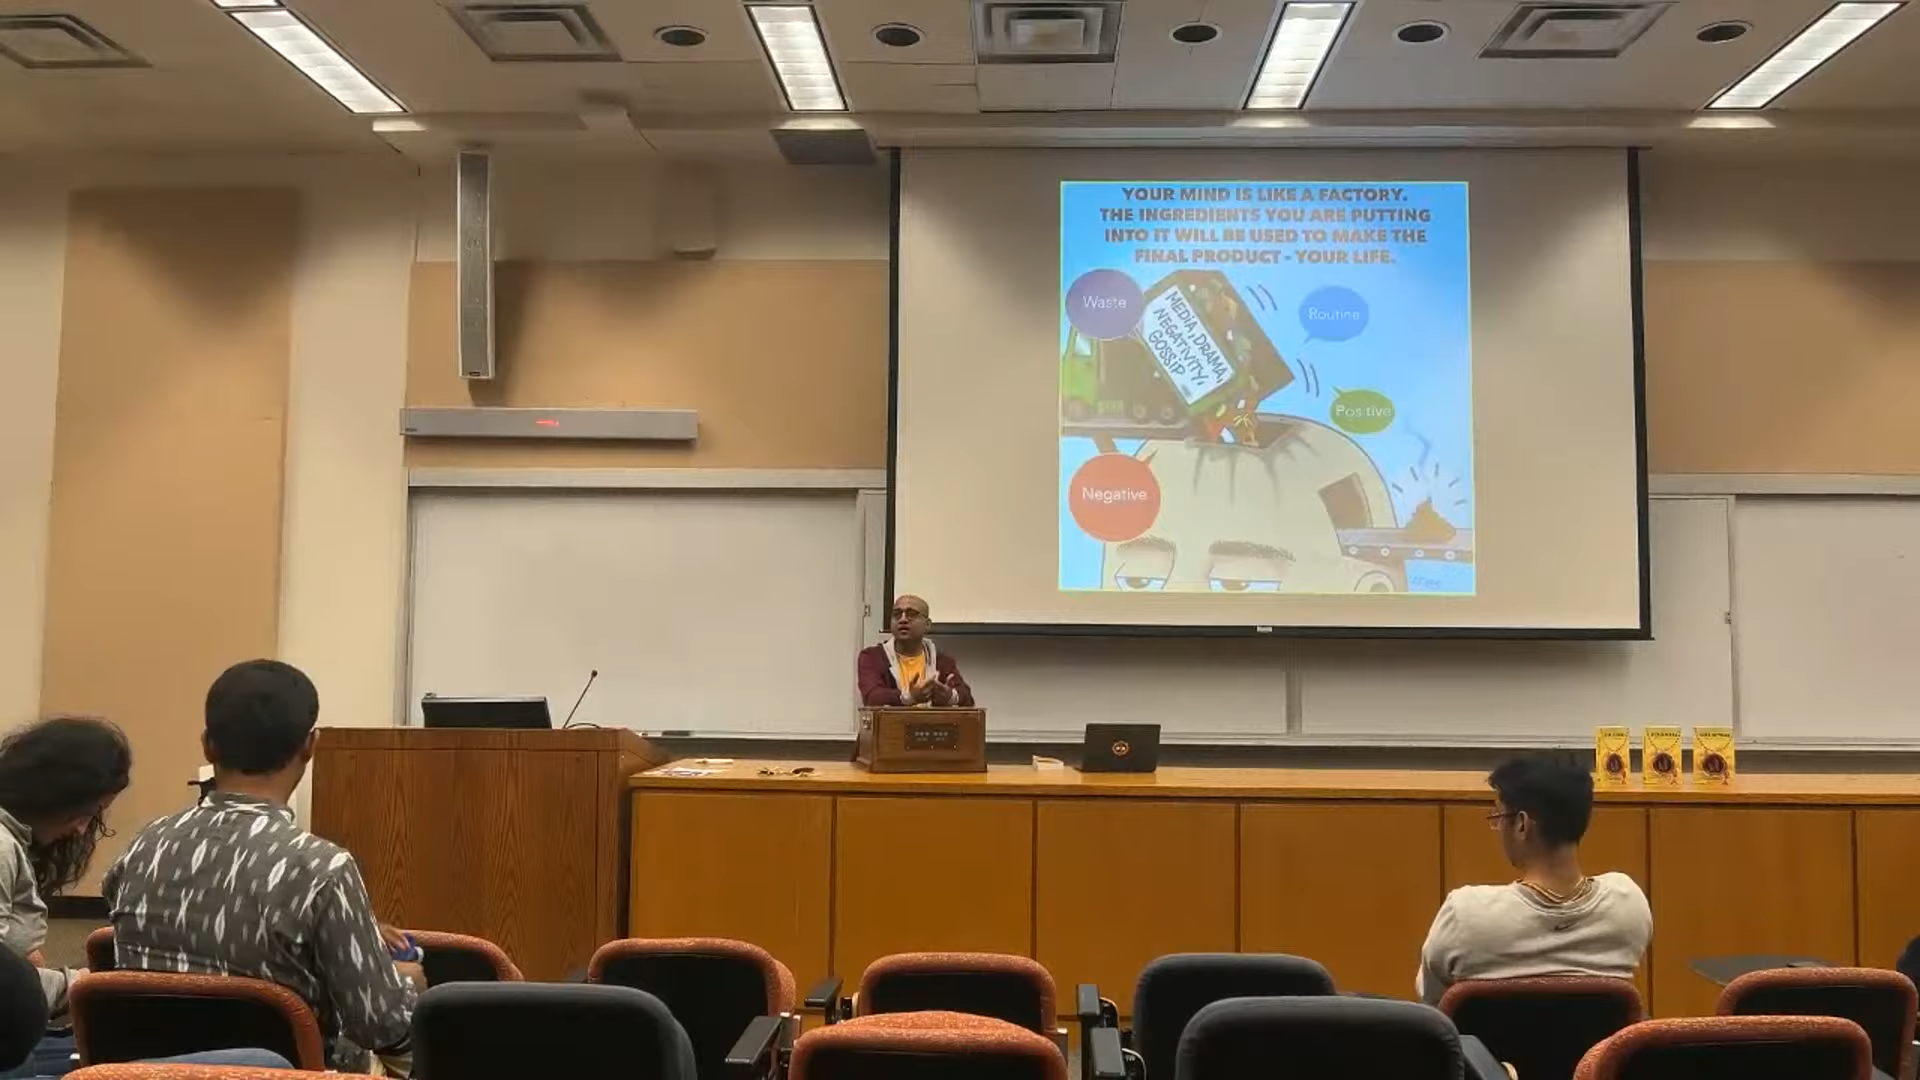 YOUR MIND IS LIKE A FACTORY.
THE INGREDIENTS YOU ARE PUTTING
INTO IT WILL BE USED TO MAKE THE
FINAL PRODUCT - YOUR LIFE.
Waste
MEDIA, DRAMA,
NEGATIVITY,
GOSSIP
Routine
Positive
Negative